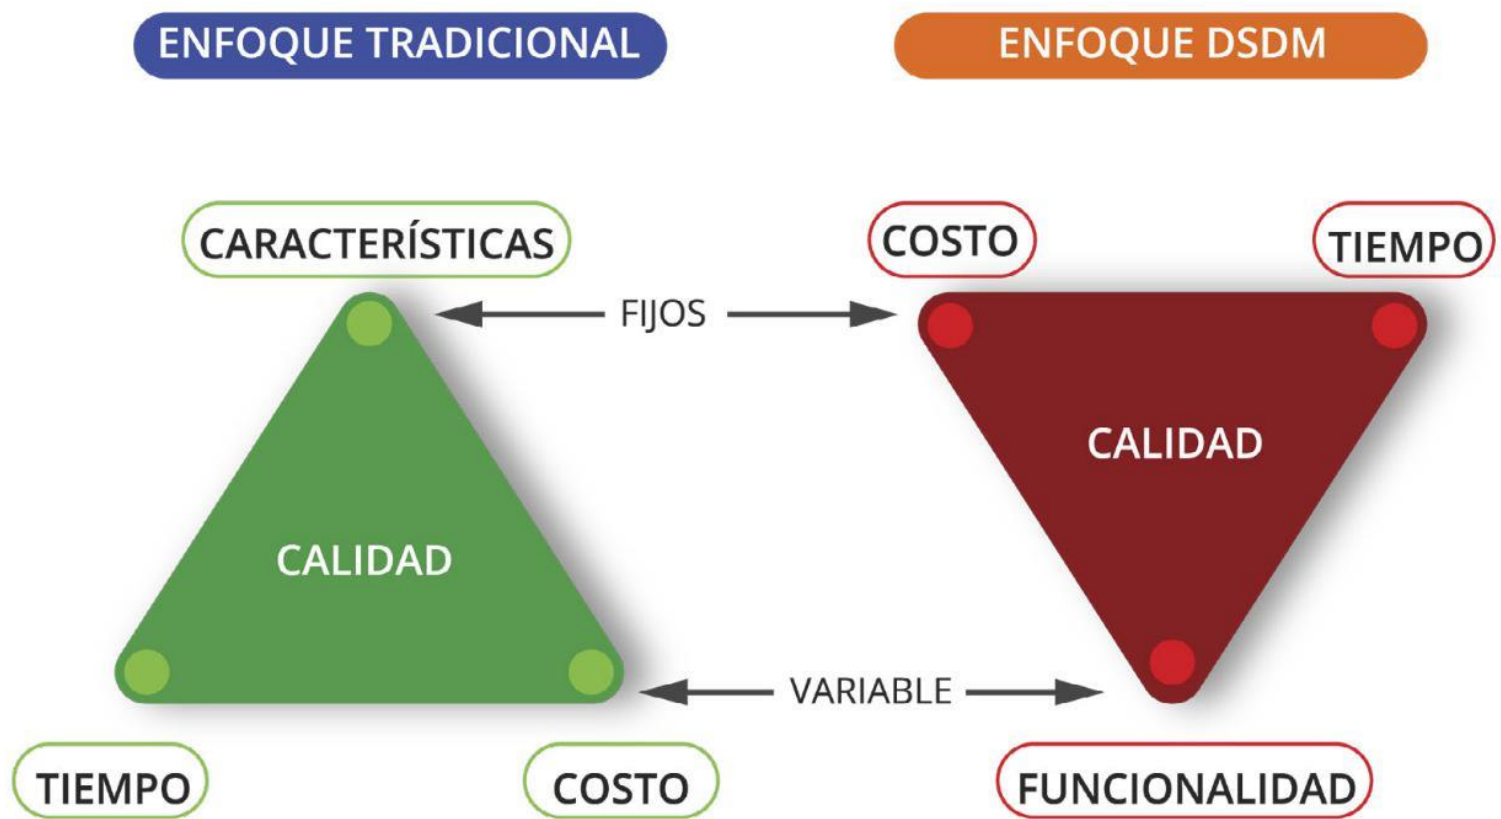 ENFOQUE TRADICIONAL
ENFOQUE DSDM
CARACTERÍSTICAS
COSTO
TIEMPO
FIJOS
CALIDAD
CALIDAD
VARIABLE
TIEMPO
COSTO
FUNCIONALIDAD